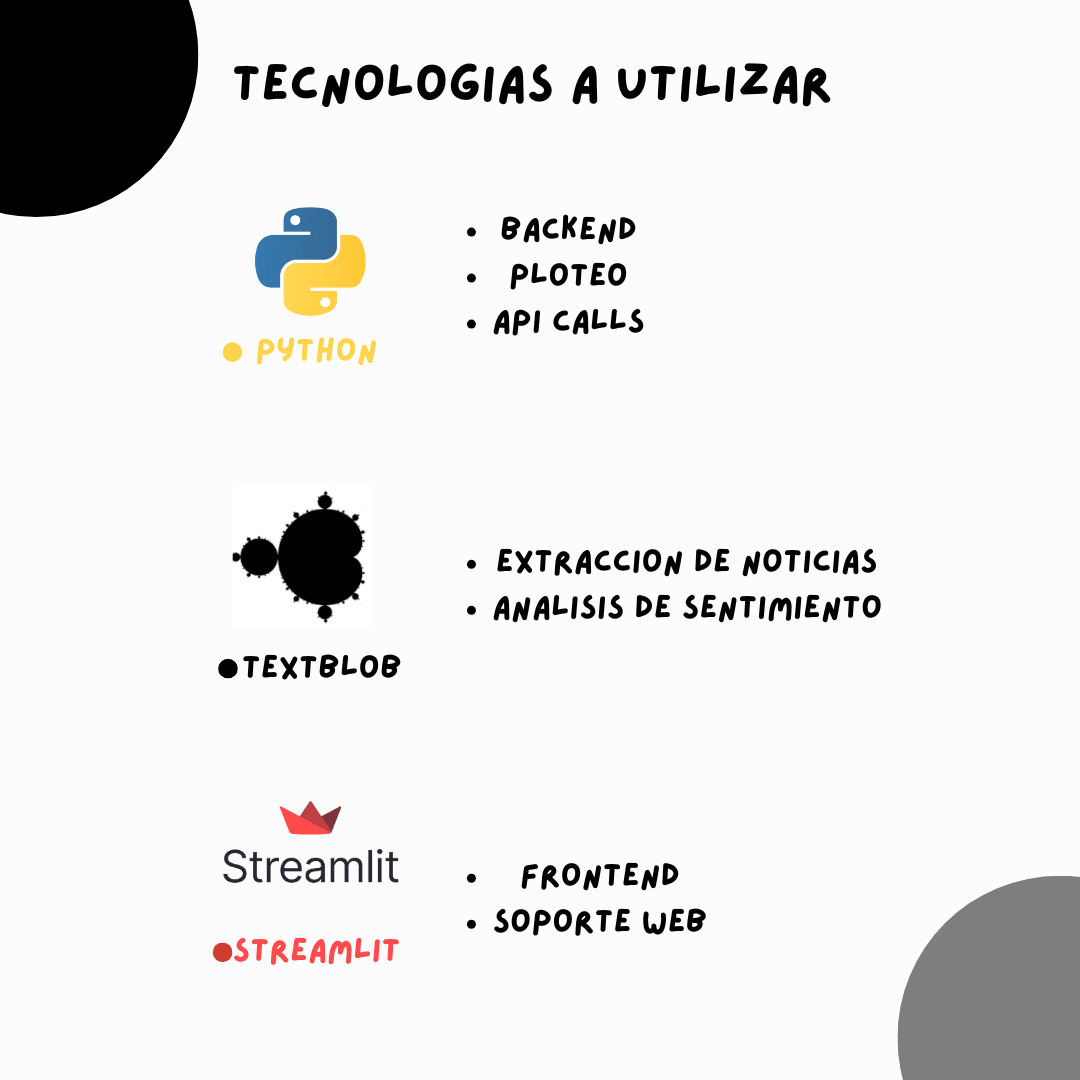 TECNOLOGIAS A UTILIZAR
• BACKEND
• PLOTEO
• API CALLS
● PYTHON
• EXTRACCION DE NOTICIAS
• ANALISIS DE SENTIMIENTO
●TEXTBLOB
Streamlit
• FRONTEND
• SOPORTE WEB
●STREAMLIT